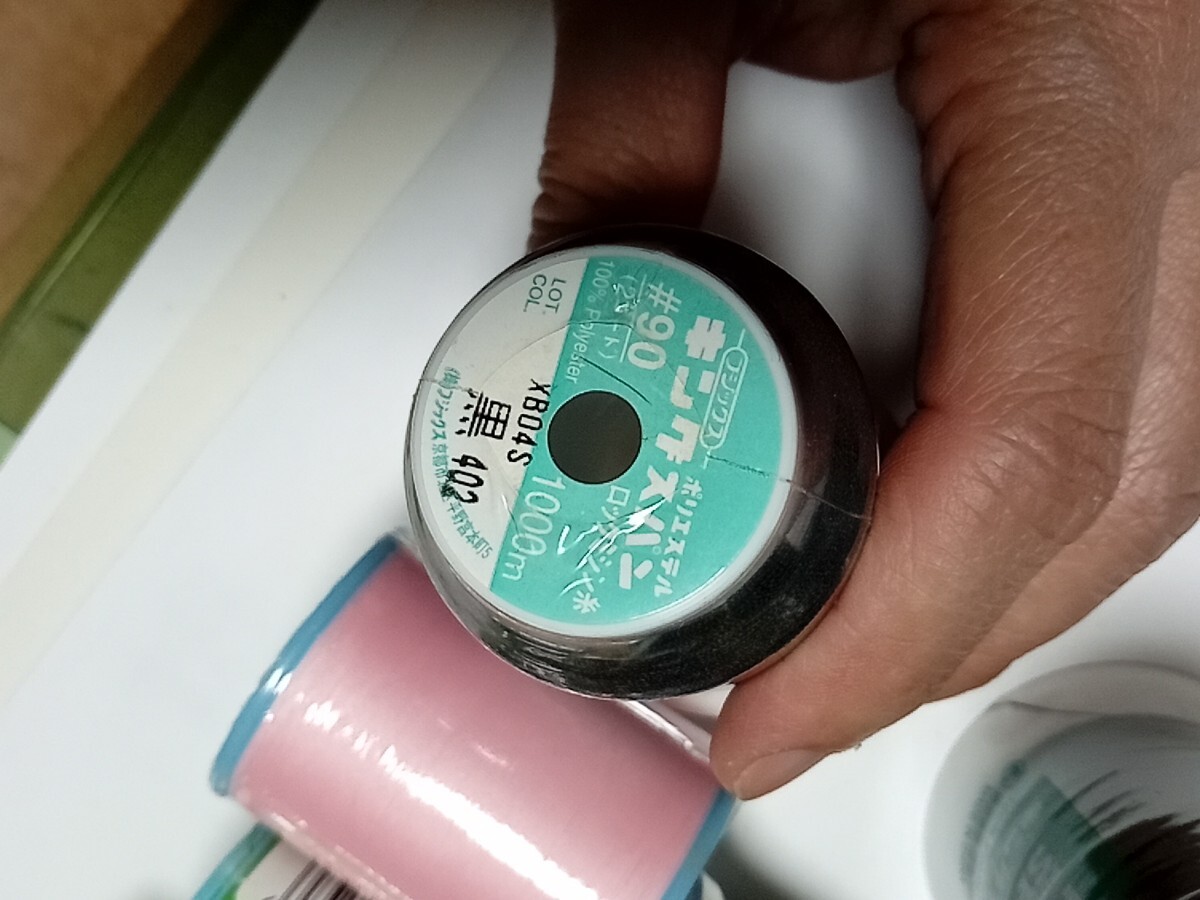 フジックス
キングスパン
ポリエステル
#90
ロックミシン糸
100% Polyester
1000m
LOT.
COL.
XB04S
黒 402